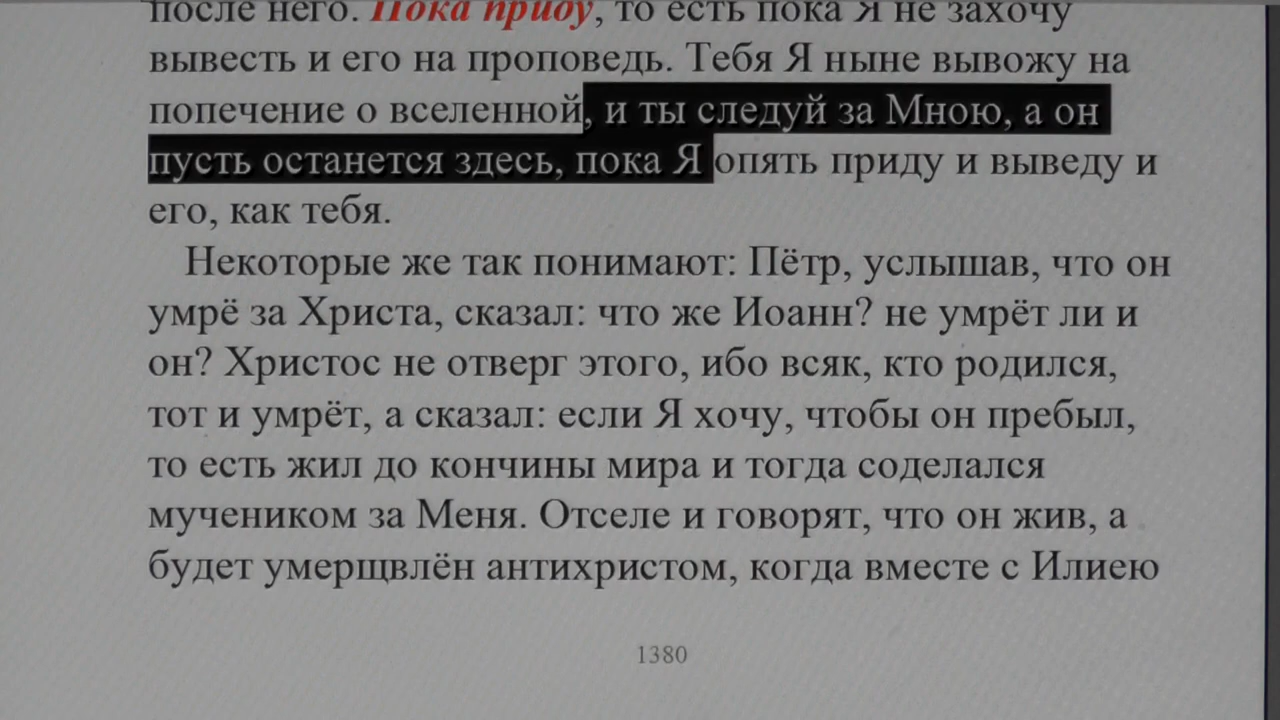 после него. Пока приду, то есть пока Я не захочу
вывесть и его на проповедь. Тебя Я ныне вывожу на
попечение о вселенной, и ты следуй за Мною, а он
пусть останется здесь, пока Я опять приду и выведу и
его, как тебя.
Некоторые же так понимают: Пётр, услышав, что он
умрё за Христа, сказал: что же Иоанн? не умрёт ли и
он? Христос не отверг этого, ибо всяк, кто родился,
тот и умрёт, а сказал: если Я хочу, чтобы он пребыл,
то есть жил до кончины мира и тогда соделался
мучеником за Меня. Отселе и говорят, что он жив, а
будет умерщвлён антихристом, когда вместе с Илиею
1380